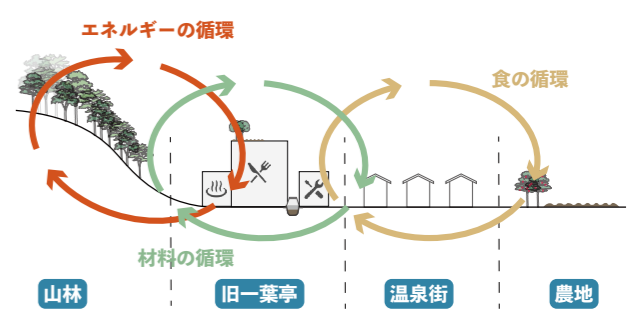 エネルギーの循環
食の循環
材料の循環
山林
旧一葉亭
温泉街
農地